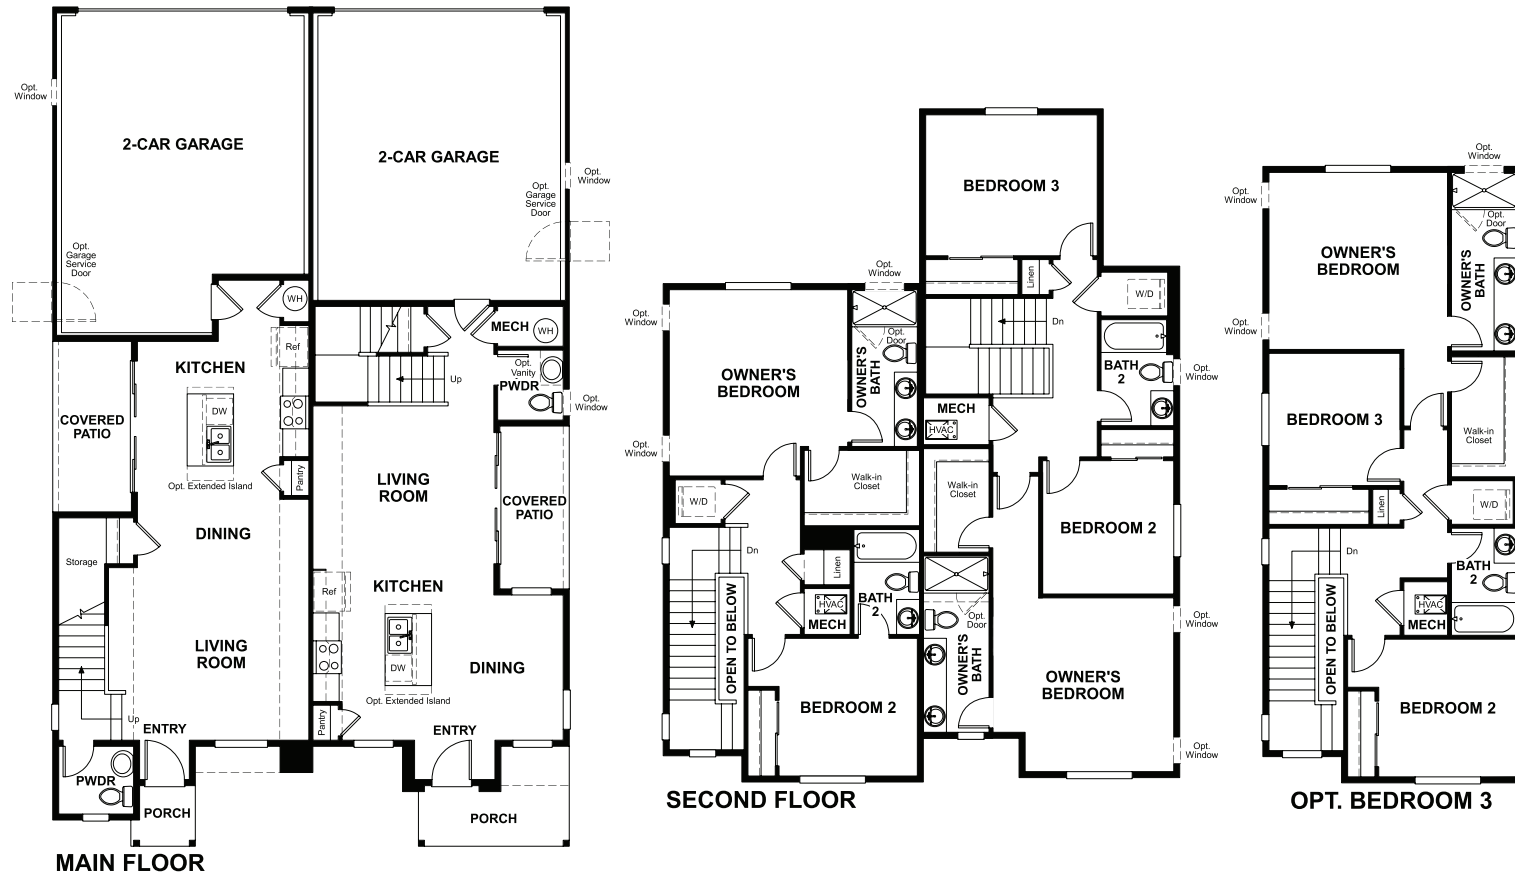 Opt.
Window
2-CAR GARAGE
Opt.
Garage
Service
Door
WH
Ref
KITCHEN
DW
COVERED
PATIO
Opt. Extended Island
Pantry
DINING
Storage
LIVING
ROOM
Up
ENTRY
PWDR
PORCH
2-CAR GARAGE
Opt.
Window
Opt.
Garage
Service
Door
MECH
WH
Opt.
Vanity
PWDR
Up
Opt.
Window
LIVING
ROOM
COVERED
PATIO
KITCHEN
Ref
DW
DINING
Opt. Extended Island
Pantry
ENTRY
PORCH
MAIN FLOOR
Opt.
Window
Opt.
Window
Opt.
Window
OWNER'S
BEDROOM
Opt.
Door
OWNER'S
BATH
Walk-in
Closet
W/D
Dn
Linen
HVAC
MECH
BATH
2
OPEN TO BELOW
BEDROOM 2
BEDROOM 3
Linen
W/D
Dn
BATH
2
Opt.
Window
MECH
HVAC
Walk-in
Closet
BEDROOM 2
Opt.
Door
OWNER'S
BATH
OWNER'S
BEDROOM
Opt.
Window
Opt.
Window
SECOND FLOOR
Opt.
Window
Opt.
Window
Opt.
Window
OWNER'S
BEDROOM
Opt.
Door
OWNER'S
BATH
BEDROOM 3
Walk-in
Closet
Linen
W/D
Dn
BATH
2
HVAC
MECH
OPEN TO BELOW
BEDROOM 2
OPT. BEDROOM 3